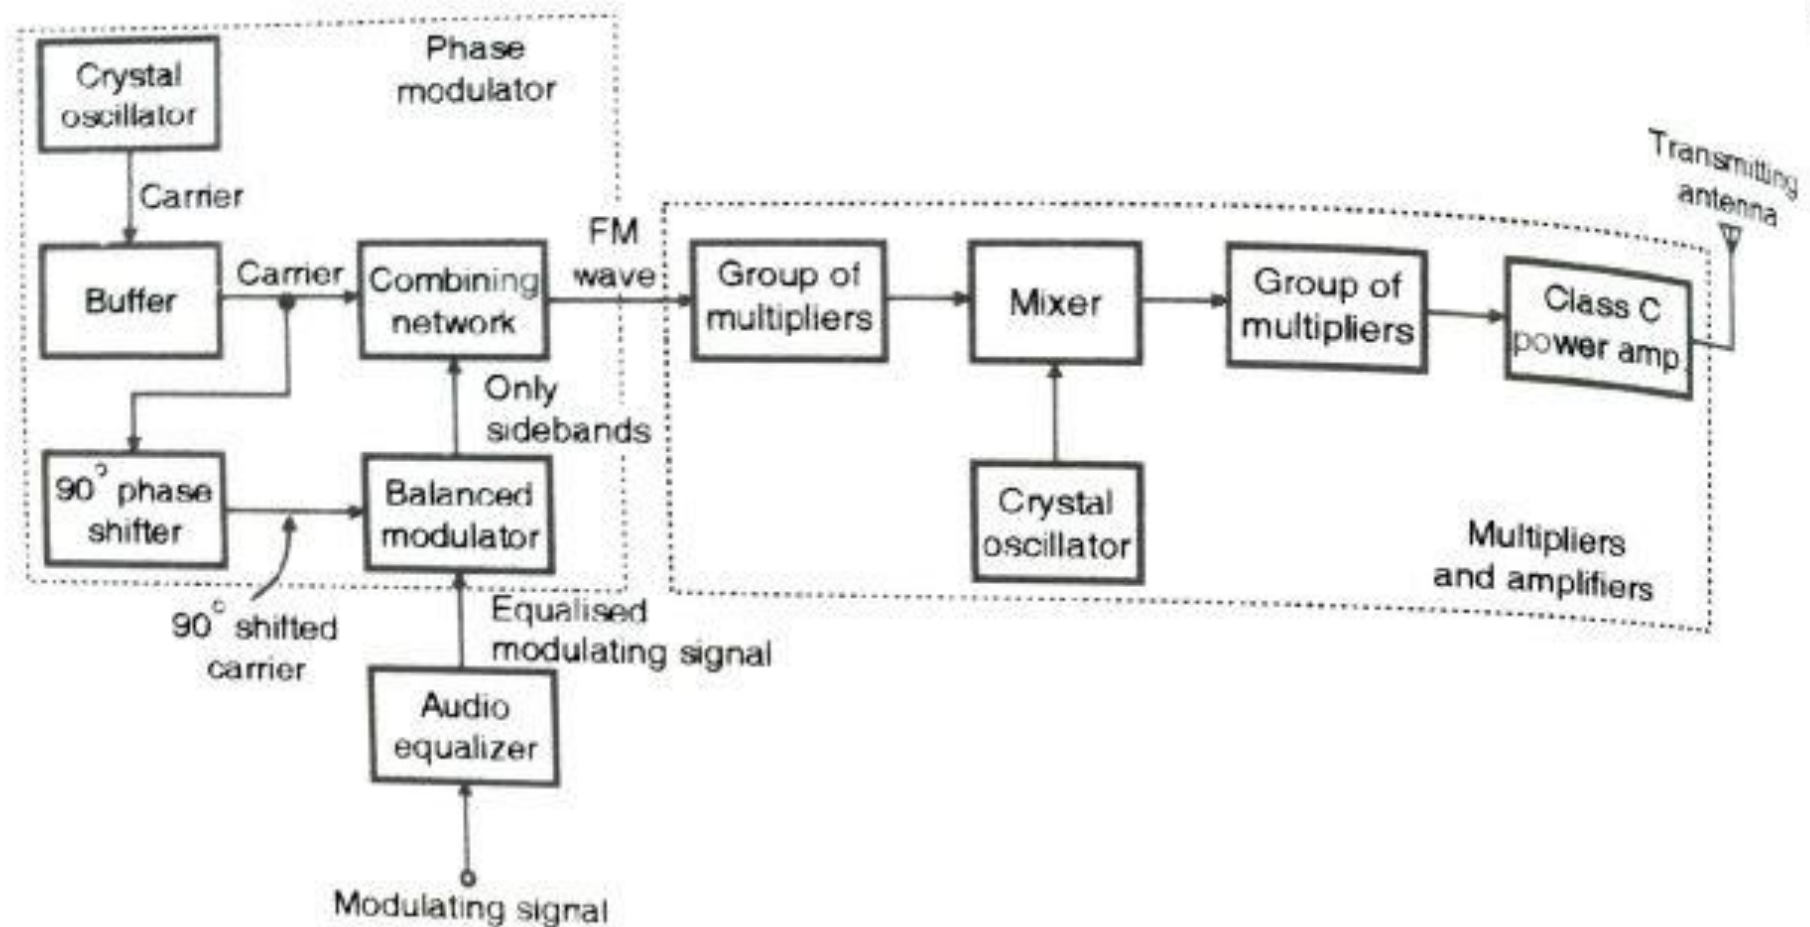 Crystal
oscillator
Phase
modulator
Carrier
Buffer
Carrier
Combining
network
FM
wave
Group of
multipliers
Mixer
Group of
multipliers
Class C
power amp
Transmitting
antenna
Only
sidebands
90° phase
shifter
Balanced
modulator
Crystal
oscillator
Multipliers
and amplifiers
90° shifted
carrier
Equalised
modulating signal
Audio
equalizer
Modulating signal